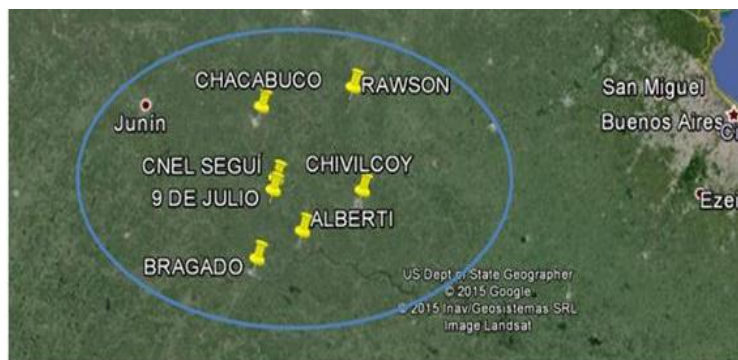 CHACABUCO
RAWSON
San Miguel
Junin
Buenos Aires
CNEL SEGUÍ
CHIVILCOY
9 DE JULIO
Ezei
ALBERTI
BRAGADO
US Dept of State Geographer
© 2015 Google
© 2015 Inav/Geosistemas SRL
Image Landsat